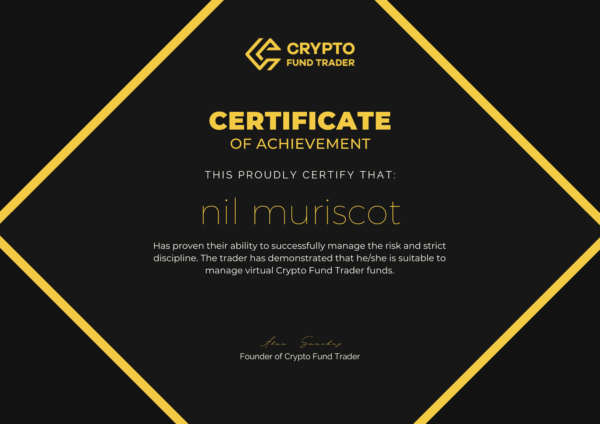 CRYPTO
FUND TRADER
CERTIFICATE
OF ACHIEVEMENT
THIS PROUDLY CERTIFY THAT:
nil muriscot
Has proven their ability to successfully manage the risk and strict
discipline. The trader has demonstrated that he/she is suitable to
manage virtual Crypto Fund Trader funds.
Alan Sanchez
Founder of Crypto Fund Trader